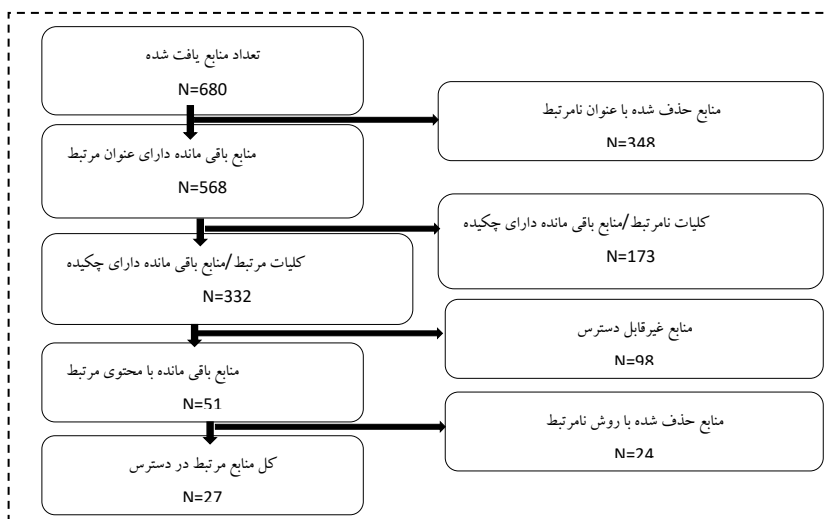 تعداد منابع یافت شده
N=680
منابع حذف شده با عنوان نامرتبط
N=348
منابع باقی مانده دارای عنوان مرتبط
N=568
کلیات نامرتبط/منابع باقی مانده دارای چکیده
N=173
کلیات مرتبط/منابع باقی مانده دارای چکیده
N=332
منابع غیرقابل دسترس
N=98
منابع باقی مانده با محتوی مرتبط
N=51
منابع حذف شده با روش نامرتبط
N=24
کل منابع مرتبط در دسترس
N=27